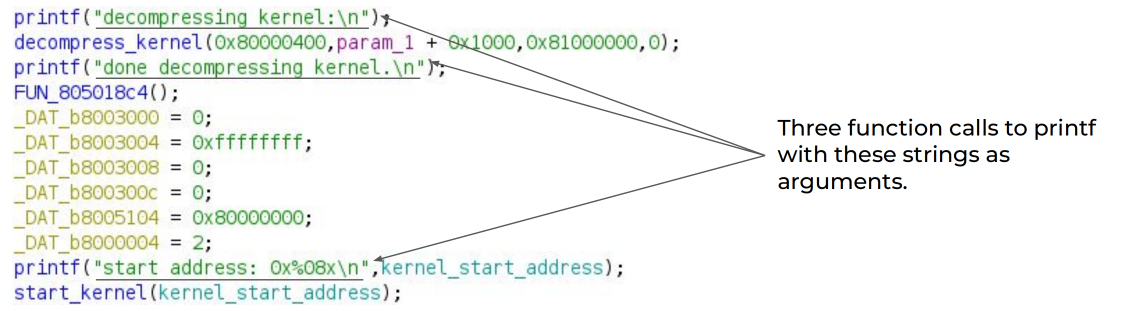 printf("decompressing kernel:\n");
decompress_kernel(0x80000400,param_1 + 0x1000,0x81000000,0);
printf("done decompressing kernel.\n");
FUN_805018c4();
_DAT_b8003000 = 0;
_DAT_b8003004 = 0xffffffff;
_DAT_b8003008 = 0;
_DAT_b800300c = 0;
_DAT_b8005104 = 0x80000000;
_DAT_b8000004 = 2;
printf("start address: 0x%08x\n",kernel_start_address);
start_kernel(kernel_start_address);
Three function calls to printf
with these strings as
arguments.